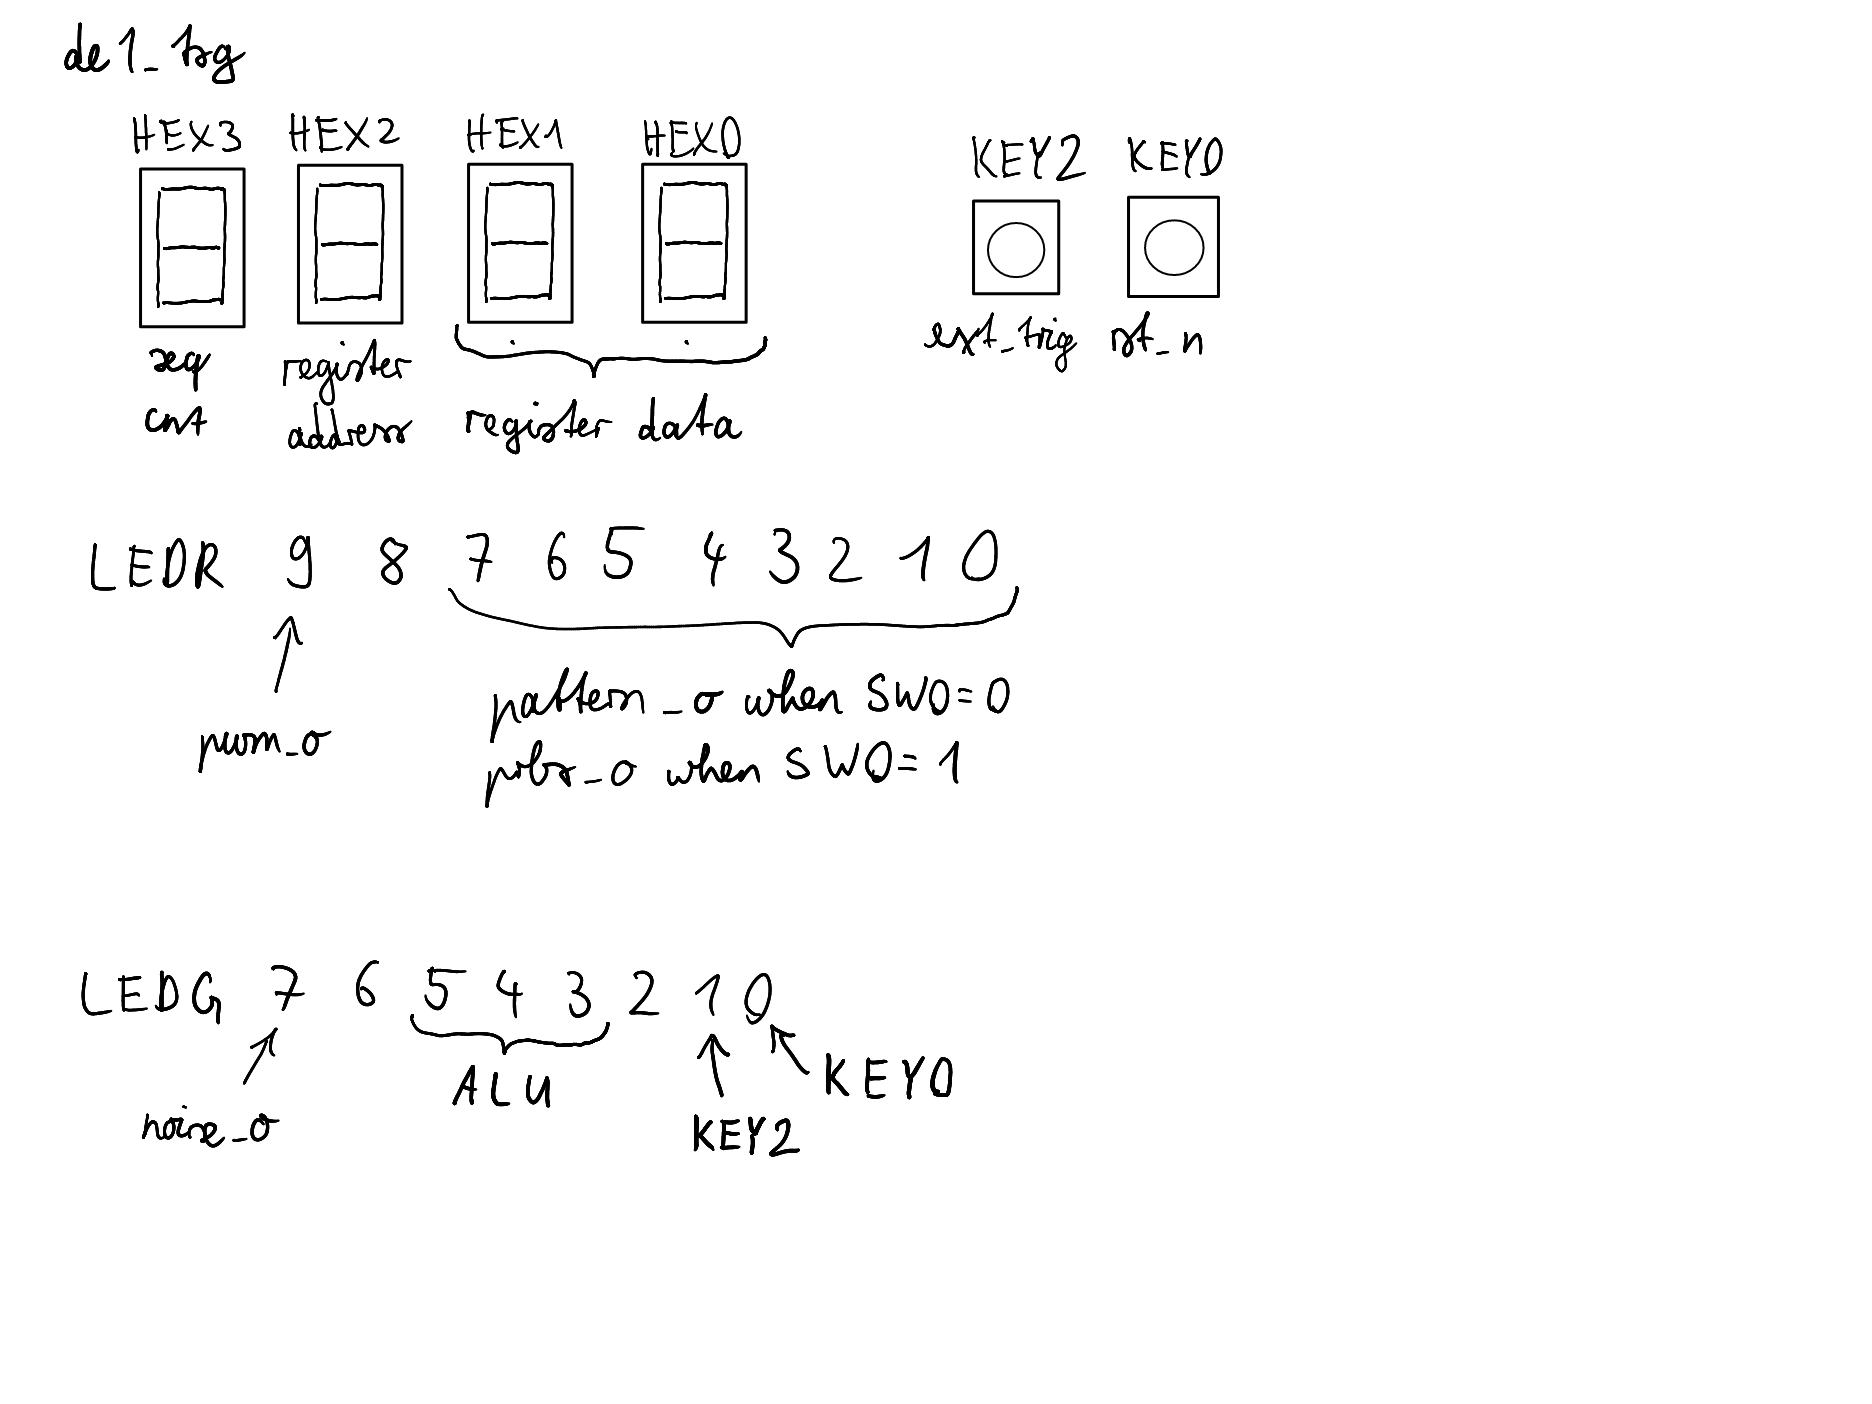 de1_tsg
HEX3 HEX2 HEX1 HEX0 KEY2 KEY0
ext_trig rst_n
seq register
cnt address register data
LEDR 9 8 7 6 5 4 3 2 1 0
pattern_o when SW0=0
pwm_o
prbs_o when SW0=1
LEDG 7 6 5 4 3 2 1 0
ALU KEY0
noise_o KEY2